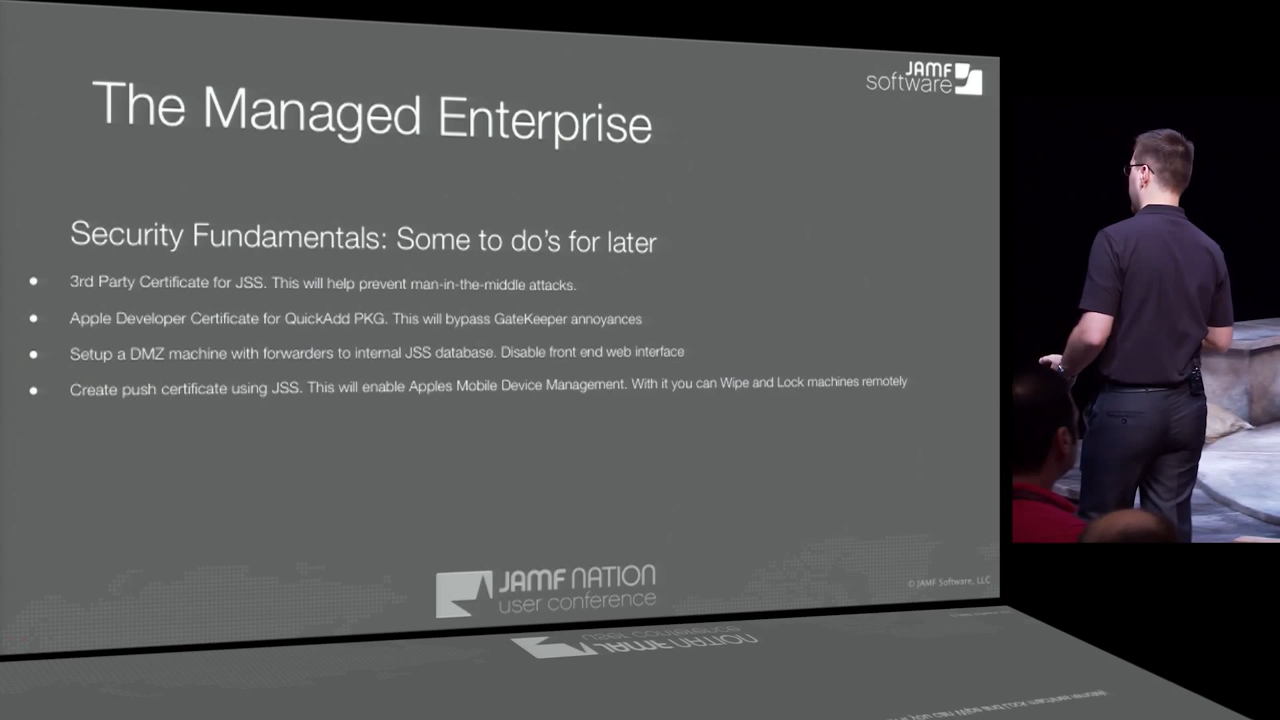 JAMF
software
The Managed Enterprise
Security Fundamentals: Some to do's for later
3rd Party Certificate for JSS. This will help prevent man-in-the-middle attacks.
Apple Developer Certificate for QuickAdd PKG. This will bypass GateKeeper annoyances
Setup a DMZ machine with forwarders to internal JSS database. Disable front end web interface
Create push certificate using JSS. This will enable Apples Mobile Device Management. With it you can Wipe and Lock machines remotely
JAMF NATION
user conference
© JAMF Software, LLC